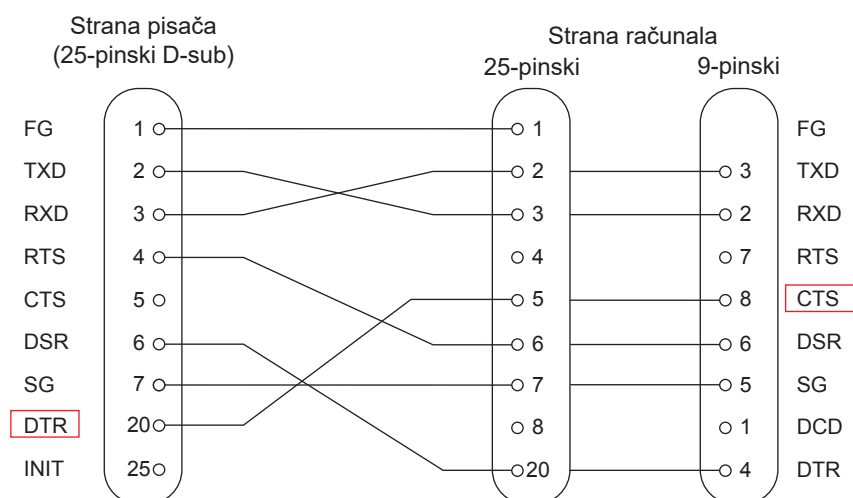 Strana pisača
(25-pinski D-sub)
Strana računala
25-pinski 9-pinski
FG 1 1 FG
TXD 2 2 3 TXD
RXD 3 3 2 RXD
RTS 4 4 7 RTS
CTS 5 5 8 CTS
DSR 6 6 6 DSR
SG 7 7 5 SG
DTR 20 8 1 DCD
INIT 25 20 4 DTR